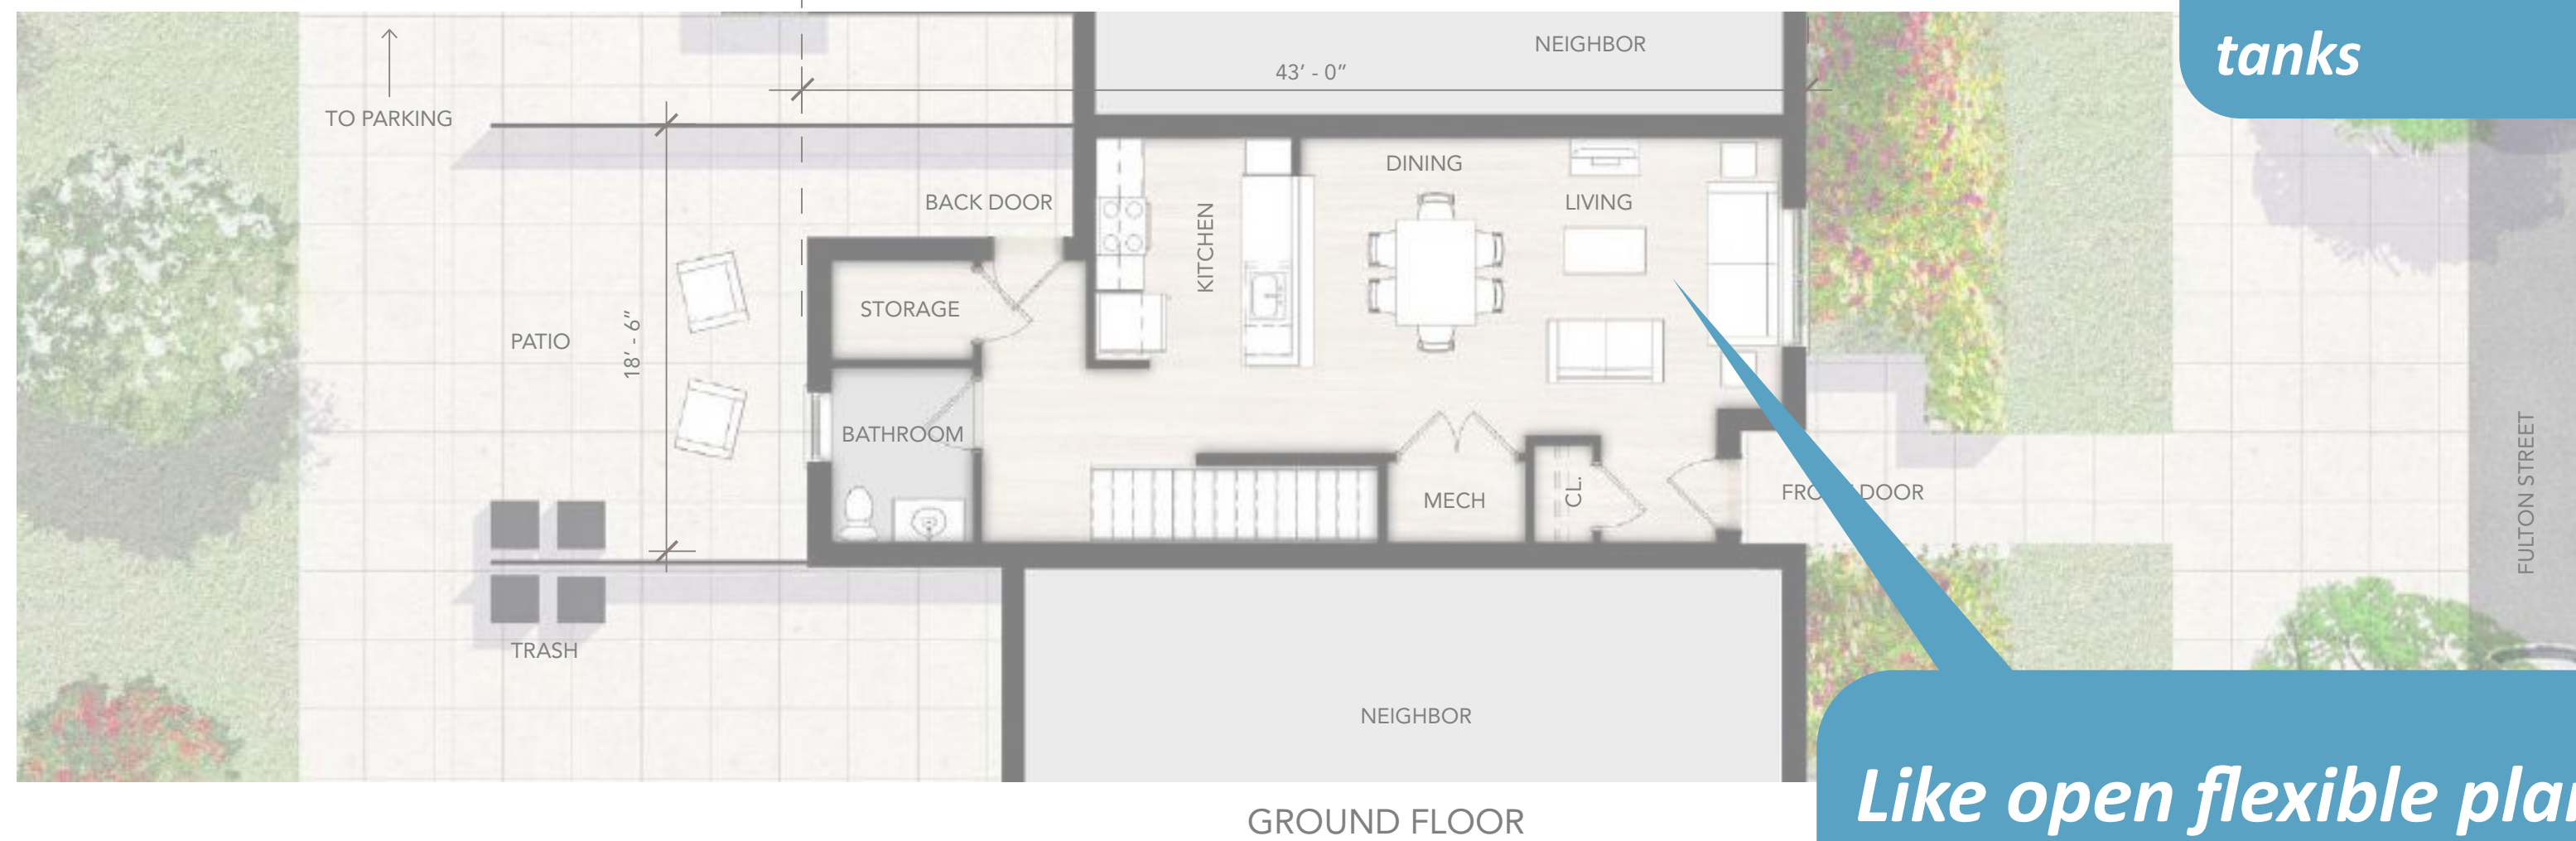 tanks
NEIGHBOR
43’ - 0”
TO PARKING
DINING
BACK DOOR
LIVING
KITCHEN
STORAGE
PATIO
18’ - 6”
BATHROOM
MECH
CL.
DOOR
FULTON STREET
TRASH
NEIGHBOR
GROUND FLOOR
Like open flexible